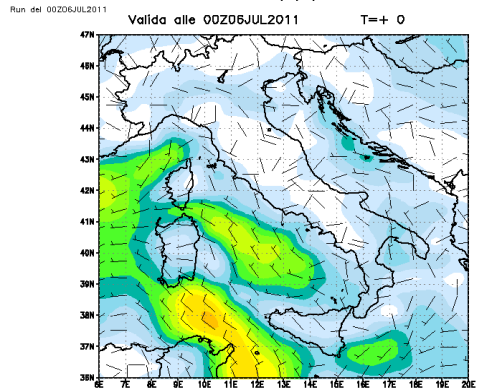 Run del 00Z06JUL2011
Valida alle 00Z06JUL2011 T=+ 0
47N
46N
45N
44N
43N
42N
41N
40N
39N
38N
37N
36N
6E 7E 8E 9E 10E 11E 12E 13E 14E 15E 16E 17E 18E 19E 20E